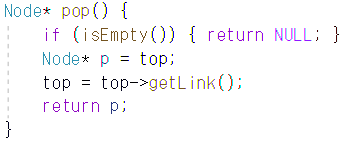 Node* pop() {
    if (isEmpty()) { return NULL; }
    Node* p = top;
    top = top->getLink();
    return p;
}